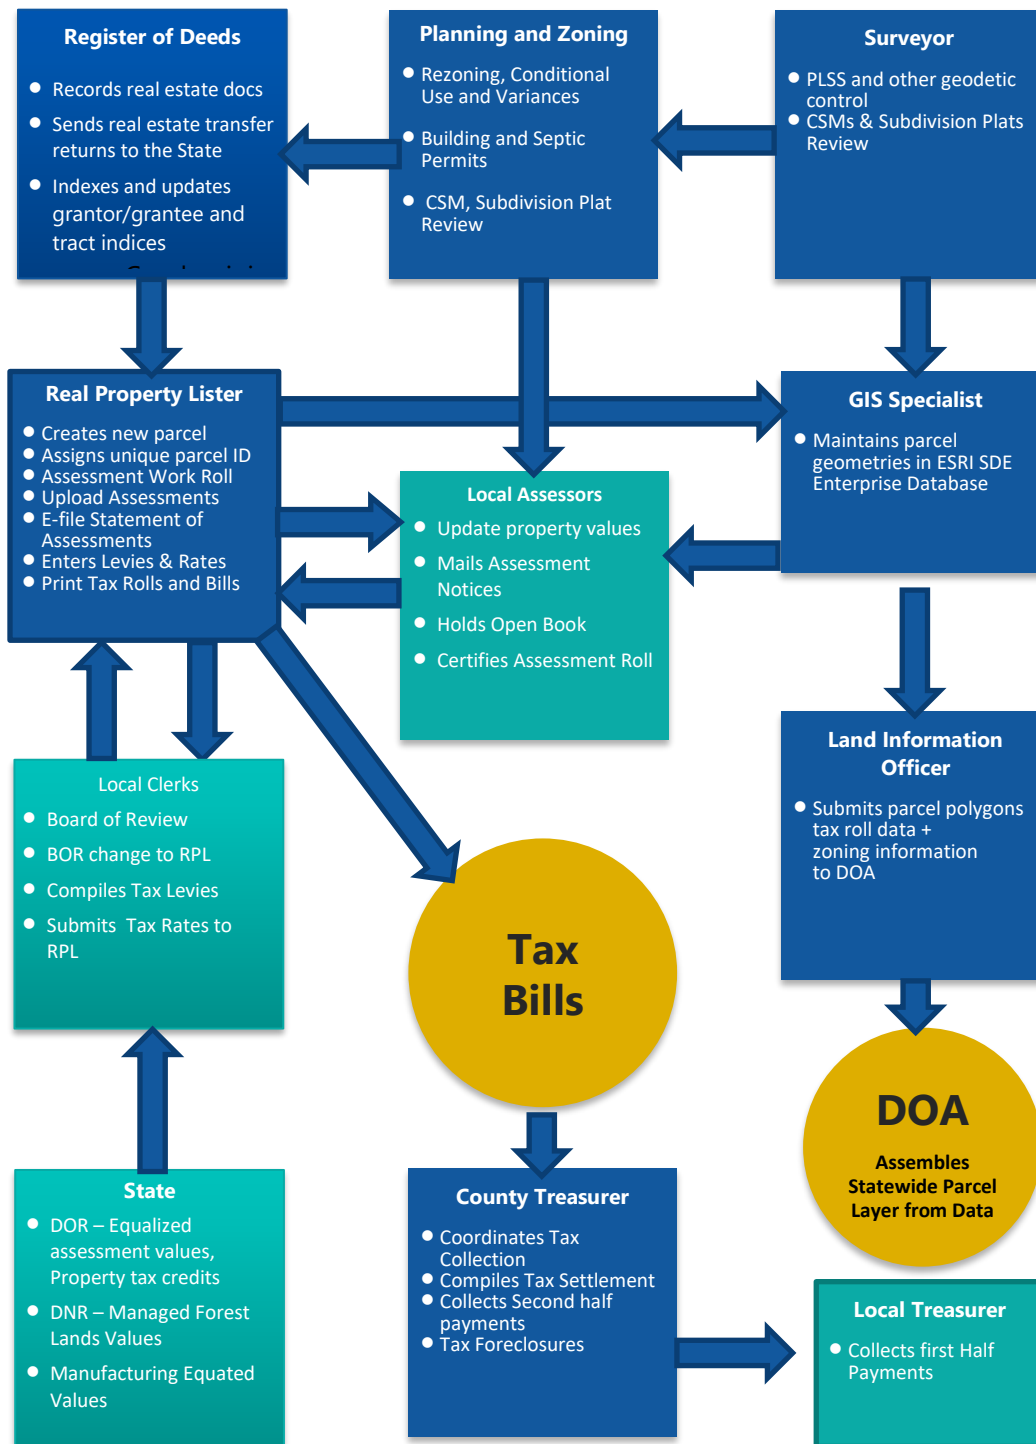 Register of Deeds
Records real estate docs
Sends real estate transfer
returns to the State
Indexes and updates
grantor/grantee and
tract indices
Planning and Zoning
Rezoning, Conditional
Use and Variances
Building and Septic
Permits
CSM, Subdivision Plat
Review
Surveyor
PLSS and other geodetic
control
CSMs & Subdivision Plats
Review
Real Property Lister
Creates new parcel
Assigns unique parcel ID
Assessment Work Roll
Upload Assessments
E-file Statement of
Assessments
Enters Levies & Rates
Print Tax Rolls and Bills
Local Assessors
Update property values
Mails Assessment
Notices
Holds Open Book
Certifies Assessment Roll
GIS Specialist
Maintains parcel
geometries in ESRI SDE
Enterprise Database
Land Information
Officer
Submits parcel polygons
tax roll data +
zoning information
to DOA
Local Clerks
Board of Review
BOR change to RPL
Compiles Tax Levies
Submits Tax Rates to
RPL
Tax
Bills
DOA
Assembles
Statewide Parcel
Layer from Data
State
DOR – Equalized
assessment values,
Property tax credits
DNR – Managed Forest
Lands Values
Manufacturing Equated
Values
County Treasurer
Coordinates Tax
Collection
Compiles Tax Settlement
Collects Second half
payments
Tax Foreclosures
Local Treasurer
Collects first Half
Payments